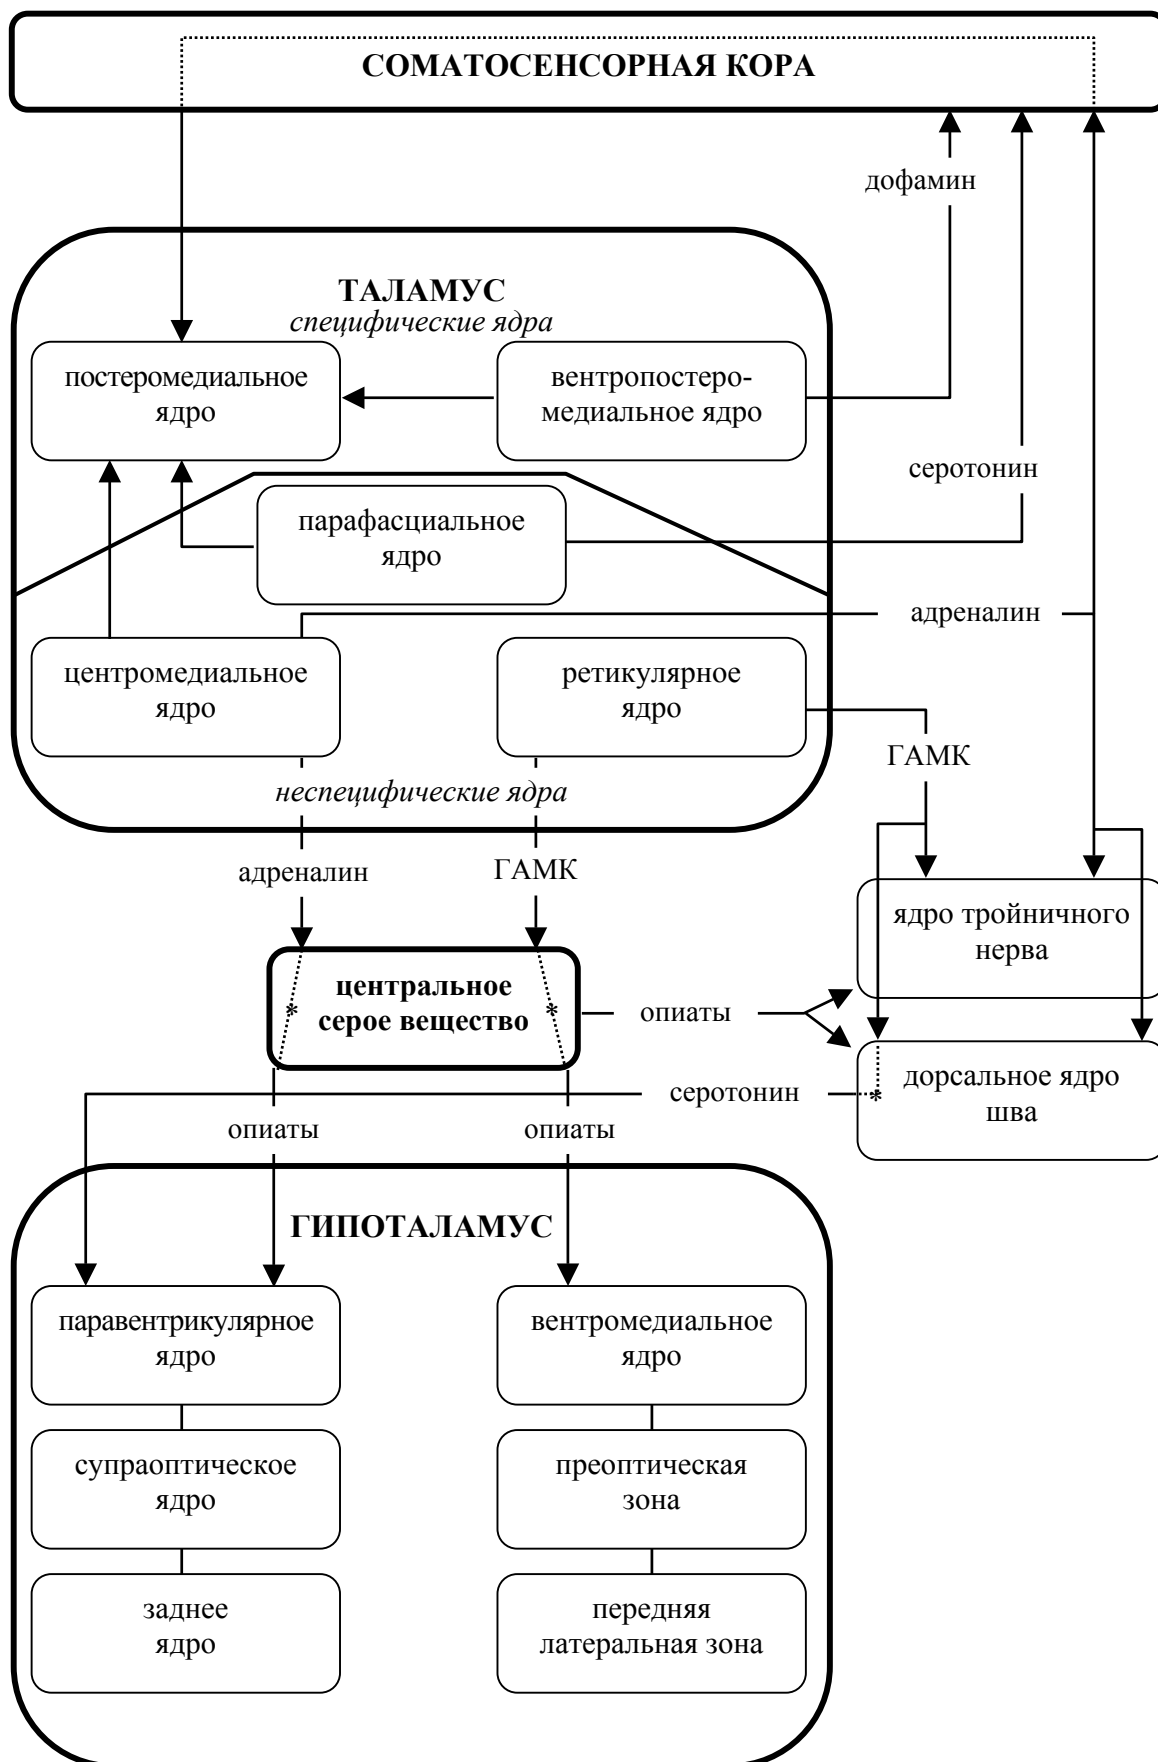 СОМАТОСЕНСОРНАЯ КОРА
дофамин
ТАЛАМУС
специфические ядра
постеромедиальное
ядро
вентропостеро-
медиальное ядро
серотонин
парафасциальное
ядро
адреналин
центромедиальное
ядро
ретикулярное
ядро
ГАМК
неспецифические ядра
адреналин
ГАМК
ядро тройничного
нерва
центральное
серое вещество
*
*
опиаты
дорсальное ядро
шва
*
серотонин
опиаты
опиаты
ГИПОТАЛАМУС
паравентрикулярное
ядро
вентромедиальное
ядро
супраоптическое
ядро
преоптическая
зона
заднее
ядро
передняя
латеральная зона